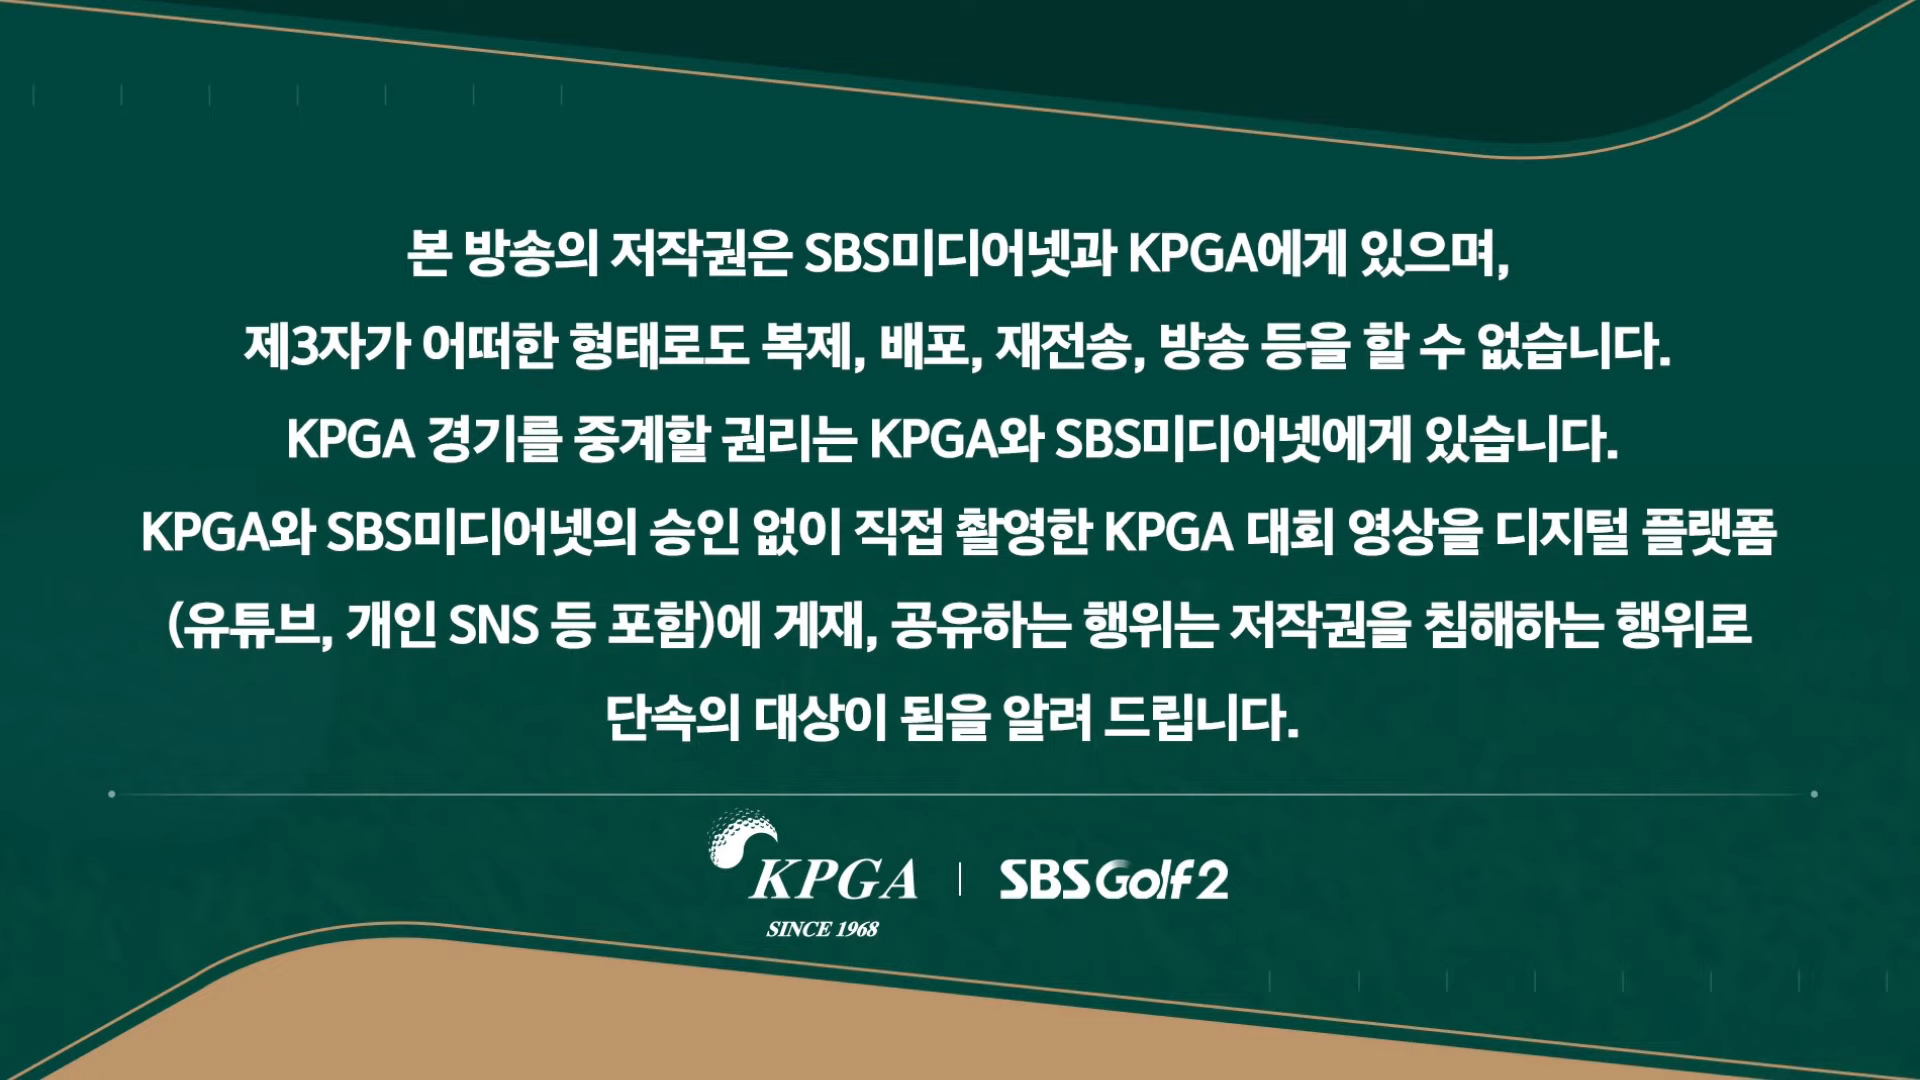 본 방송의 저작권은 SBS미디어넷과 KPGA에게 있으며,
제3자가 어떠한 형태로도 복제, 배포, 재전송, 방송 등을 할 수 없습니다.
KPGA 경기를 중계할 권리는 KPGA와 SBS미디어넷에게 있습니다.
KPGA와 SBS미디어넷의 승인 없이 직접 촬영한 KPGA 대회 영상을 디지털 플랫폼
(유튜브, 개인 SNS 등 포함)에 게재, 공유하는 행위는 저작권을 침해하는 행위로
단속의 대상이 됨을 알려 드립니다.
KPGA | SBS Golf 2
SINCE 1968